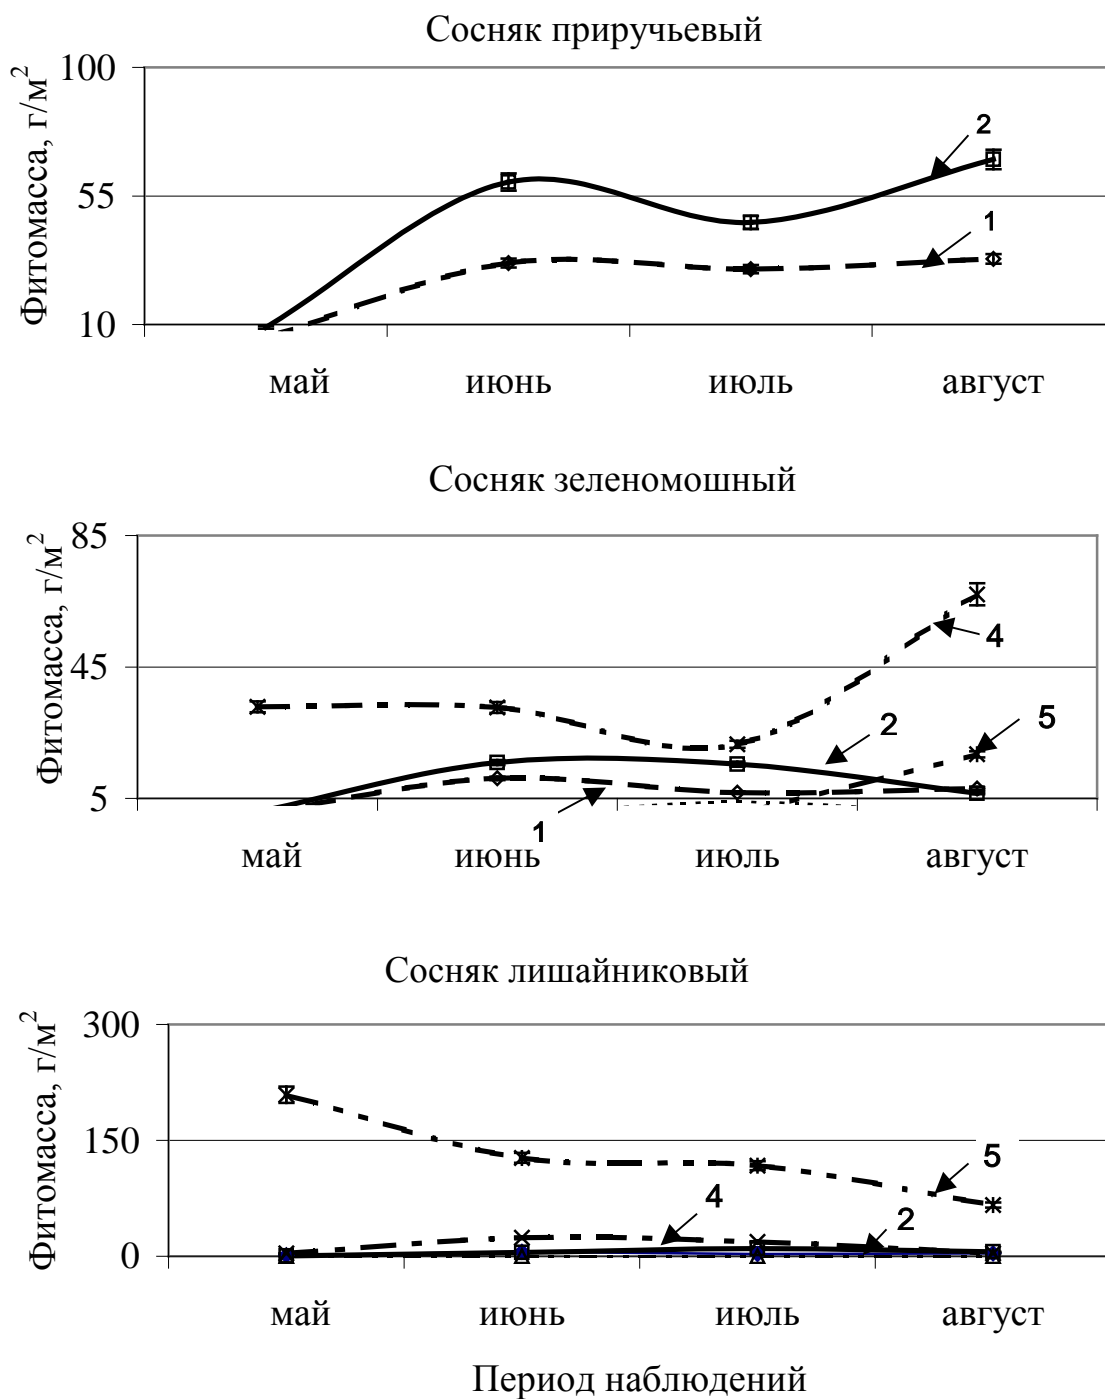 Сосняк приручьевый
Фитомасса, г/м²
100
55
10
2
1
май июнь июль август
Сосняк зеленомошный
Фитомасса, г/м²
85
45
5
4
5
2
1
май июнь июль август
Сосняк лишайниковый
Фитомасса, г/м²
300
150
0
5
4
2
май июнь июль август
Период наблюдений